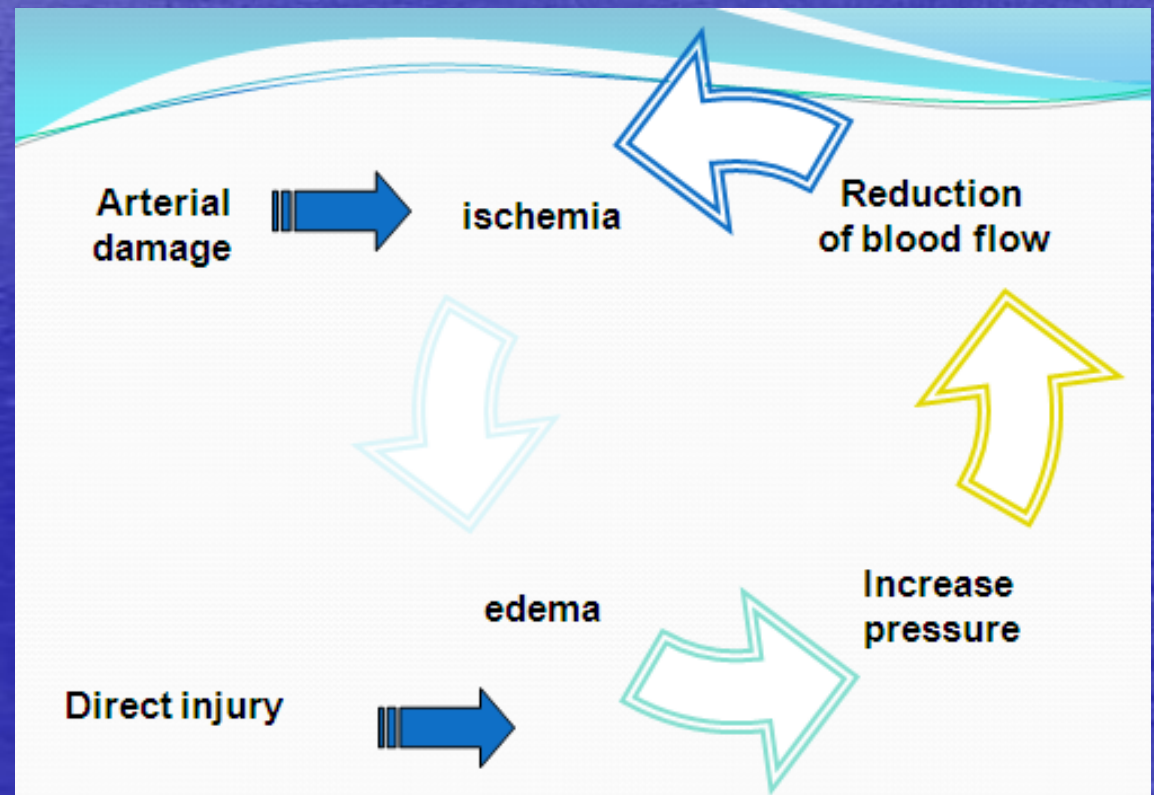 Arterial
damage
ischemia
Reduction
of blood flow
edema
Increase
pressure
Direct injury